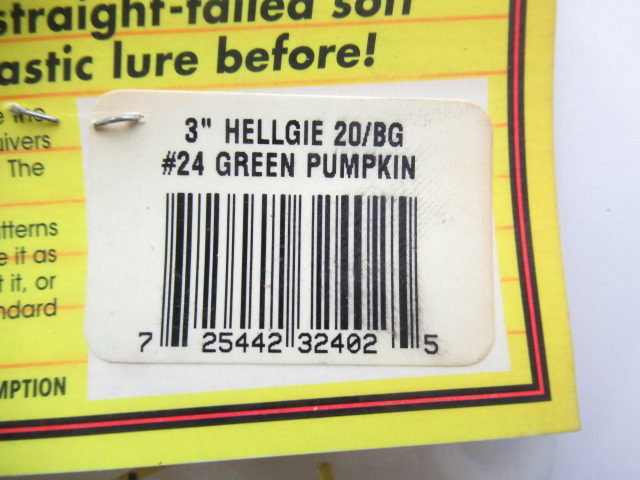 straight-tailed soft
astic lure before!
3" HELLGIE 20/BG
#24 GREEN PUMPKIN
uivers
The
tterns
e it as
t it, or
ndard
7 25442 32402 5
MPTION